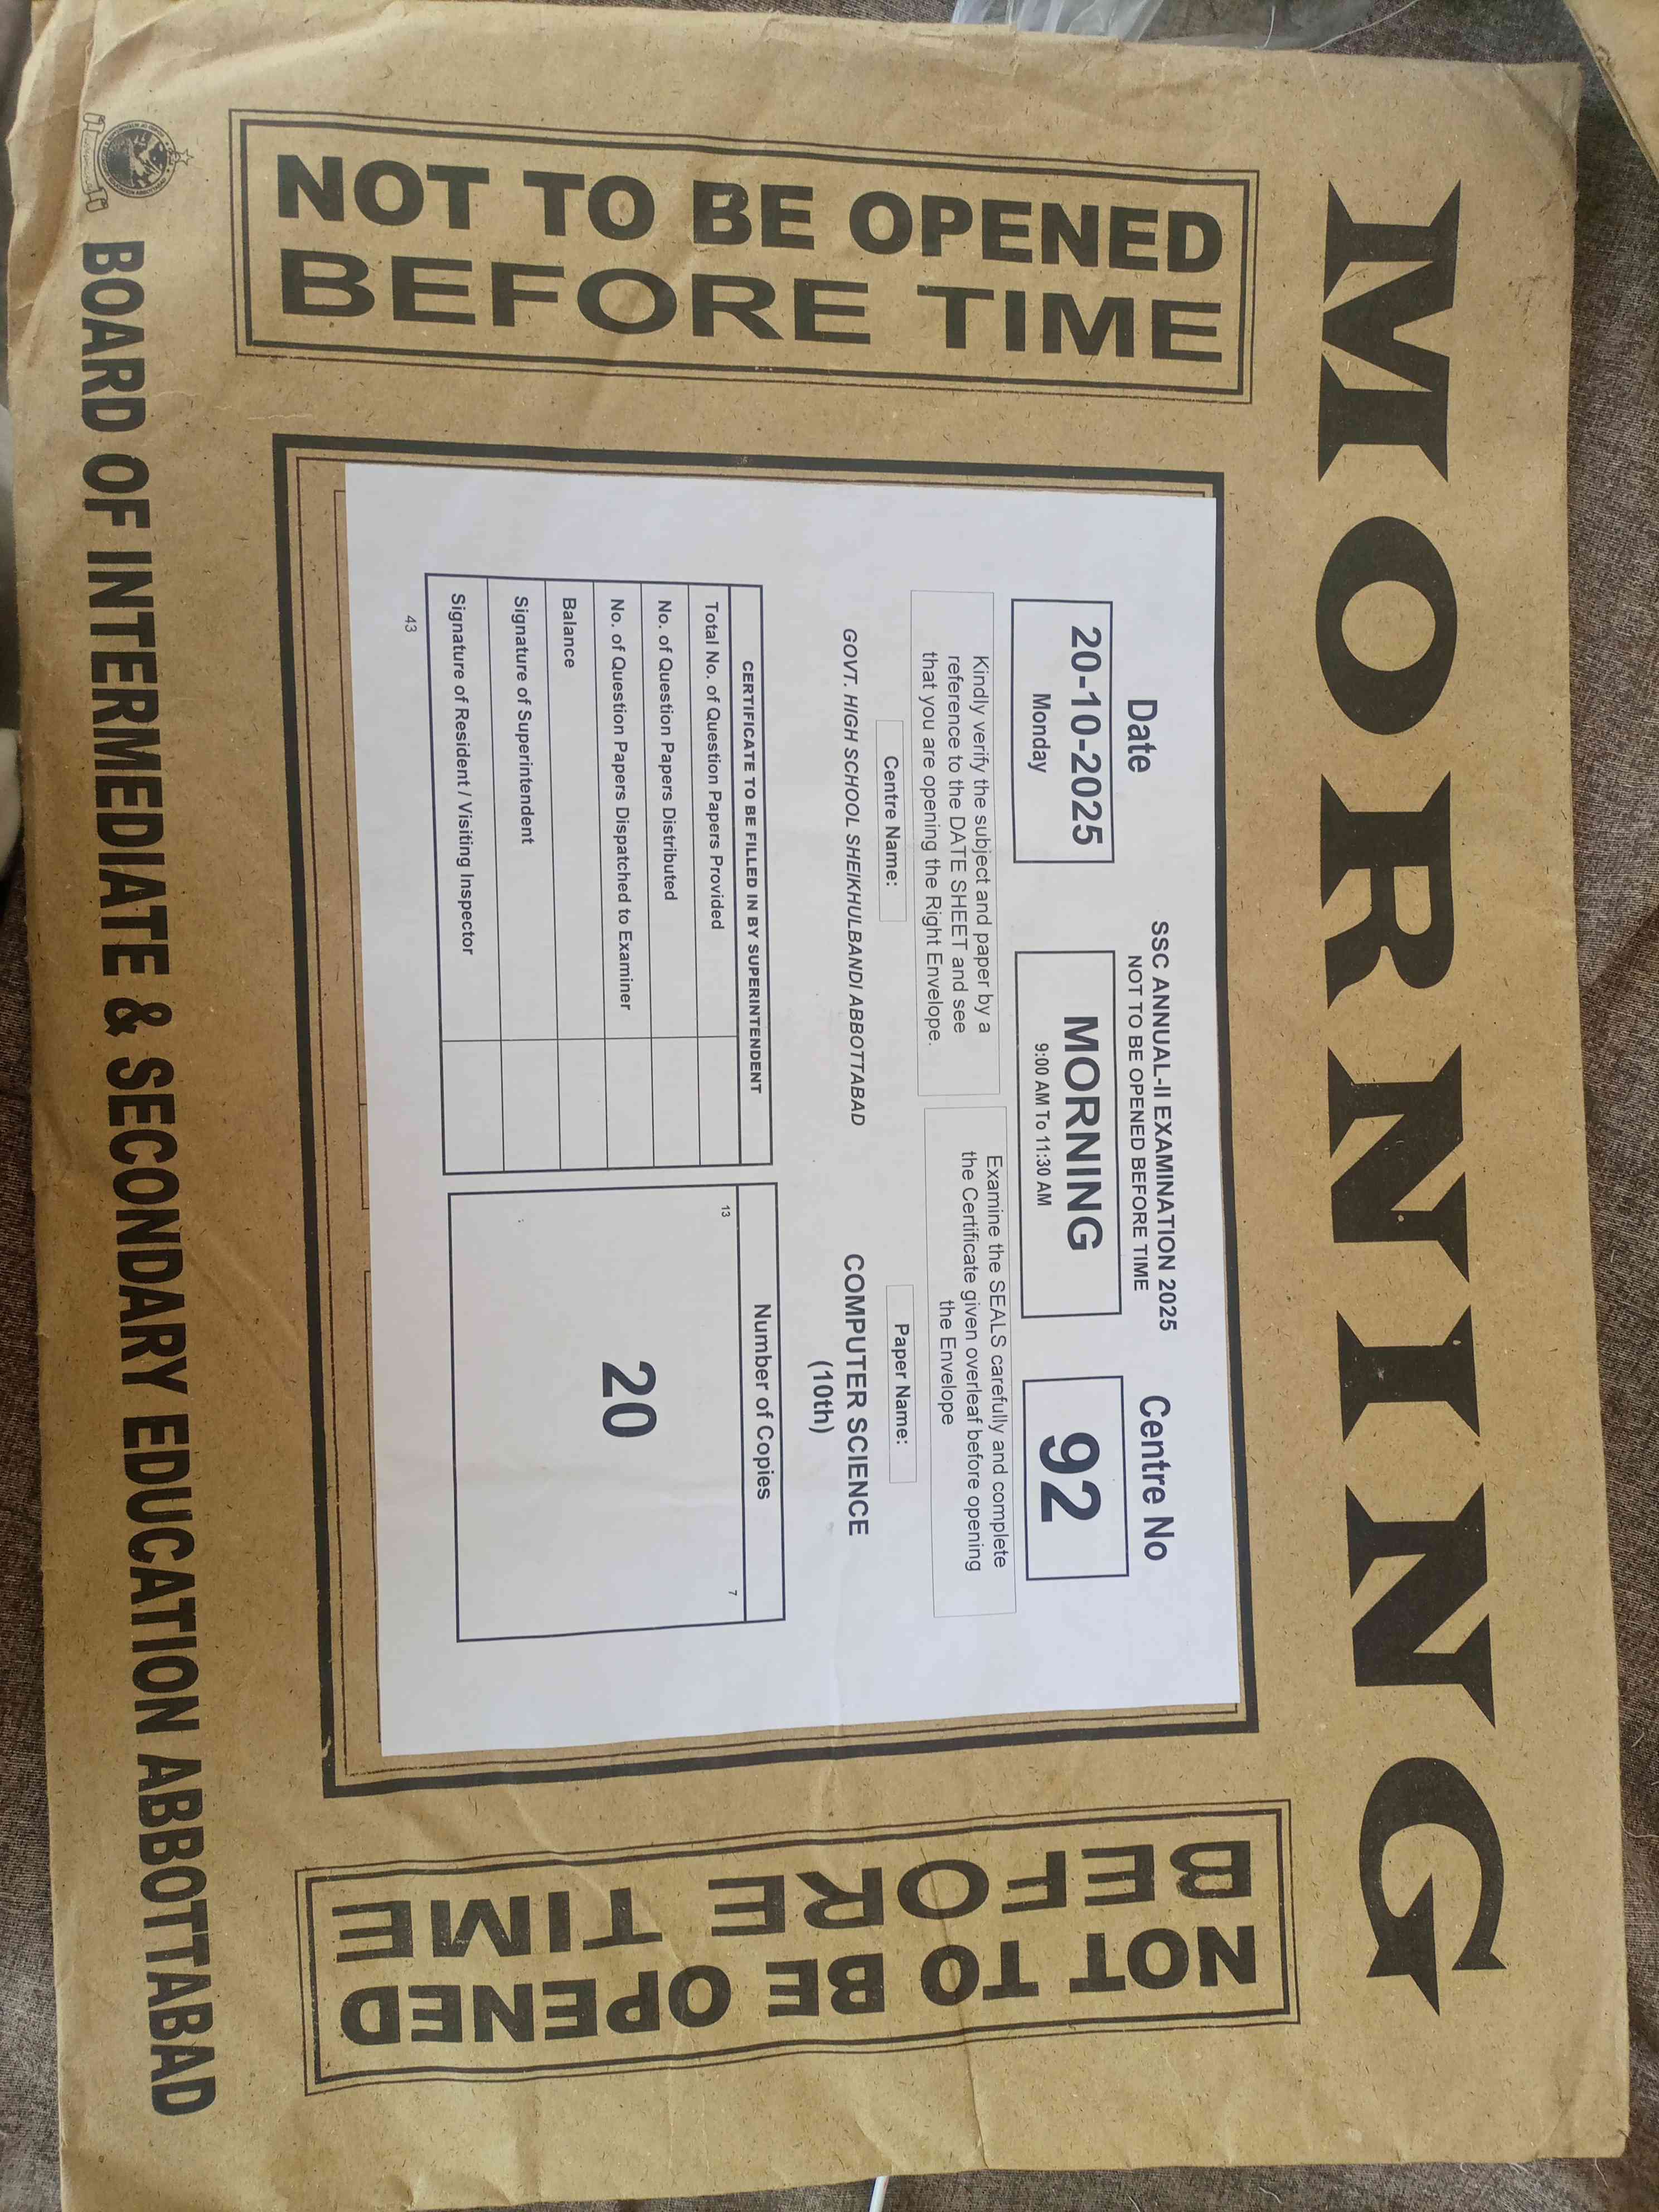 MORNING
NOT TO BE OPENED
BEFORE TIME
SSC ANNUAL-II EXAMINATION 2025
NOT TO BE OPENED BEFORE TIME
Date
20-10-2025
Monday
MORNING
9:00 AM To 11:30 AM
Centre No
92
Kindly verify the subject and paper by a
reference to the DATE SHEET and see
that you are opening the Right Envelope.
Examine the SEALS carefully and complete
the Certificate given overleaf before opening
the Envelope
Centre Name:
GOVT. HIGH SCHOOL SHEIKHULBANDI ABBOTTABAD
Paper Name:
COMPUTER SCIENCE
(10th)
CERTIFICATE TO BE FILLED IN BY SUPERINTENDENT
Total No. of Question Papers Provided
No. of Question Papers Distributed
No. of Question Papers Dispatched to Examiner
Balance
Signature of Superintendent
Signature of Resident / Visiting Inspector
43
Number of Copies
13
7
20
NOT TO BE OPENED
BEFORE TIME
BOARD OF INTERMEDIATE & SECONDARY EDUCATION ABBOTTABAD